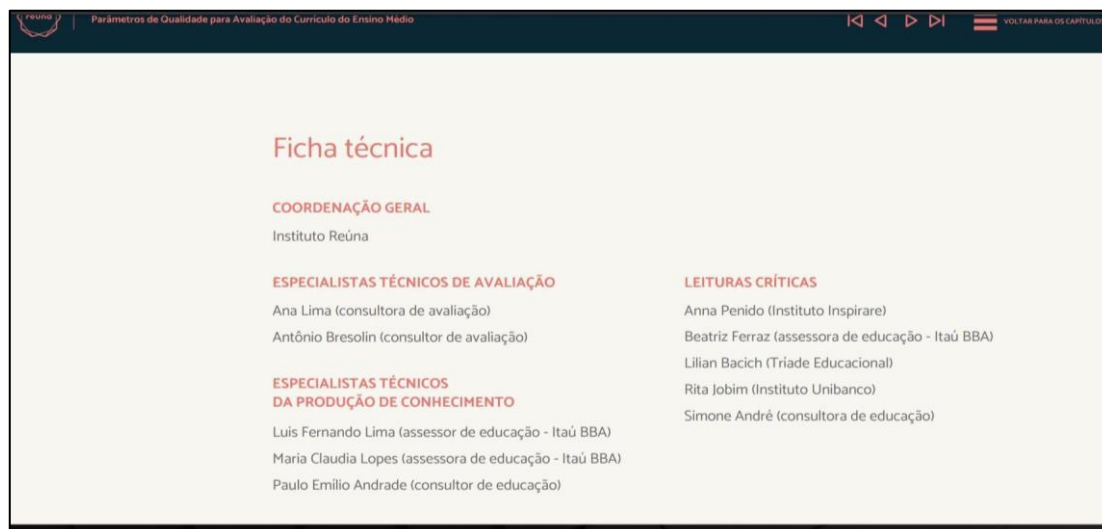 reúna
Parâmetros de Qualidade para Avaliação do Currículo do Ensino Médio
VOLTAR PARA OS CAPÍTULOS
Ficha técnica
COORDENAÇÃO GERAL
Instituto Reúna
ESPECIALISTAS TÉCNICOS DE AVALIAÇÃO
Ana Lima (consultora de avaliação)
Antônio Bresolin (consultor de avaliação)
ESPECIALISTAS TÉCNICOS
DA PRODUÇÃO DE CONHECIMENTO
Luis Fernando Lima (assessor de educação - Itaú BBA)
Maria Claudia Lopes (assessora de educação - Itaú BBA)
Paulo Emílio Andrade (consultor de educação)
LEITURAS CRÍTICAS
Anna Penido (Instituto Inspirare)
Beatriz Ferraz (assessora de educação - Itaú BBA)
Lilian Bacich (Tríade Educacional)
Rita Jobim (Instituto Unibanco)
Simone André (consultora de educação)